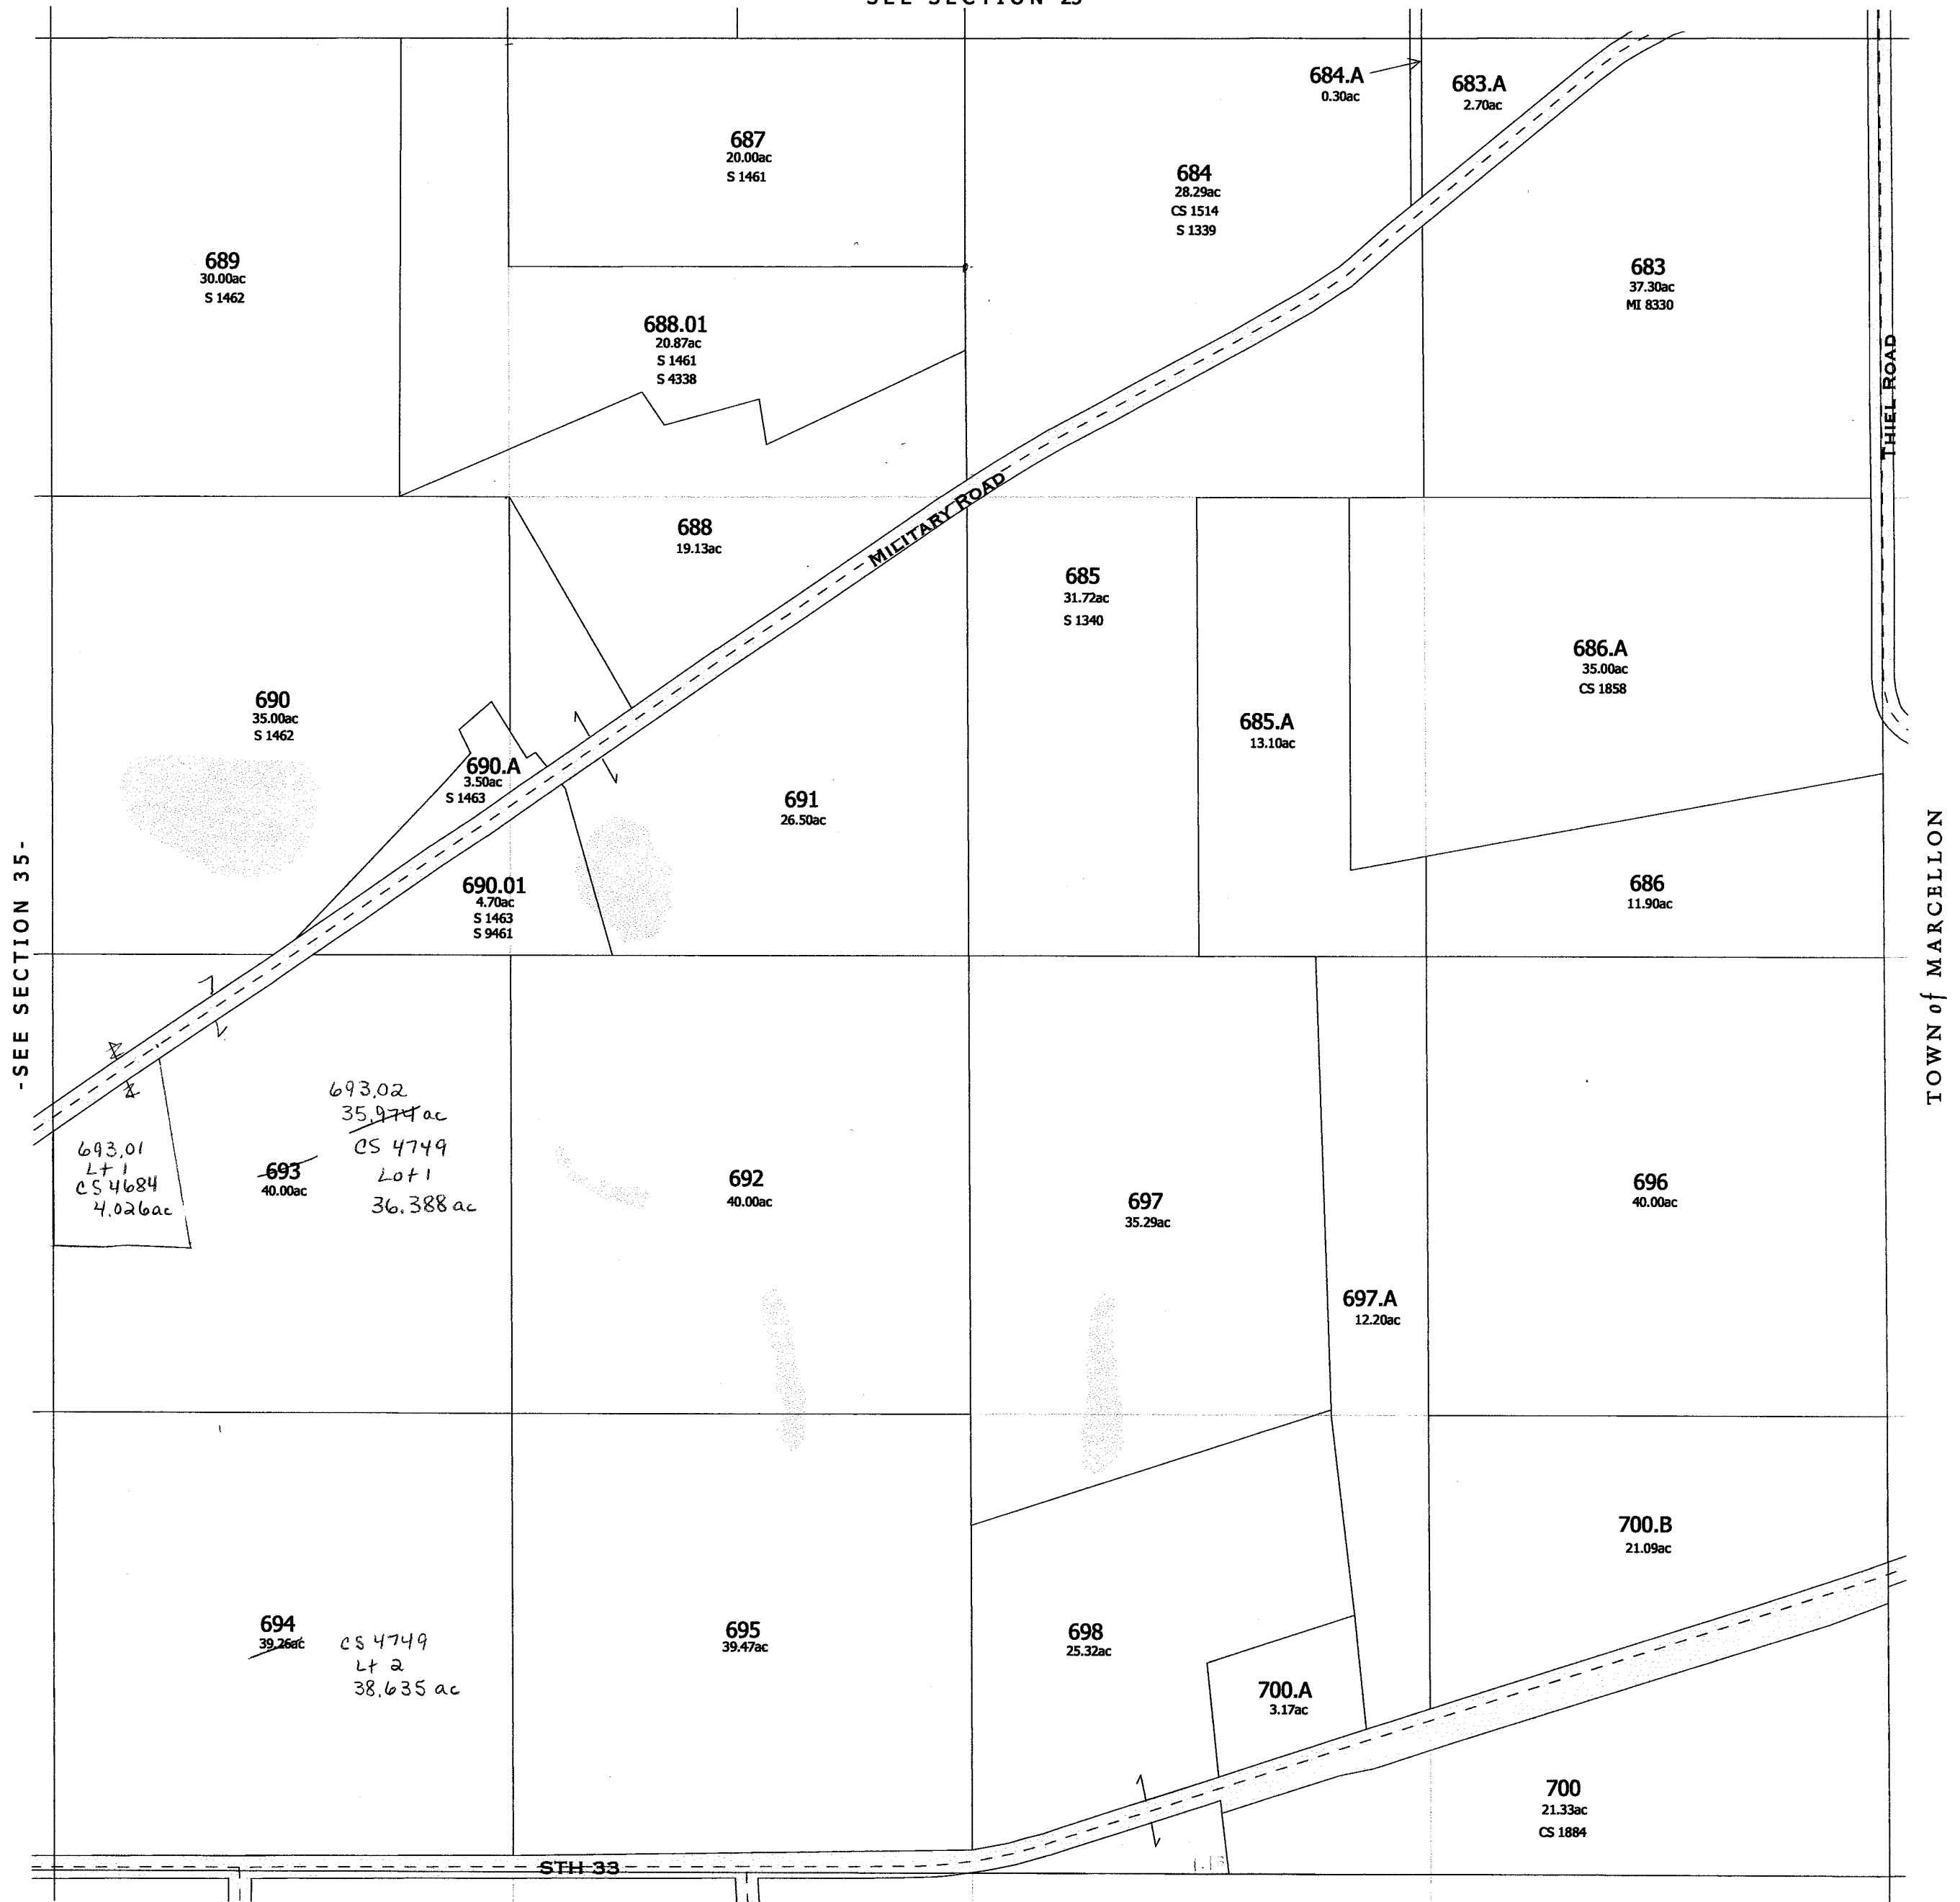 SEE SECTION 25
684.A
0.30ac
683.A
2.70ac
687
20.00ac
S 1461
684
28.29ac
CS 1514
S 1339
689
30.00ac
S 1462
683
37.30ac
MI 8330
688.01
20.87ac
S 1461
S 4338
THIEL ROAD
MILITARY ROAD
688
19.13ac
685
31.72ac
S 1340
686.A
35.00ac
CS 1858
690
35.00ac
S 1462
685.A
13.10ac
690.A
3.50ac
S 1463
691
26.50ac
690.01
4.70ac
S 1463
S 9461
686
11.90ac
-SEE SECTION 35-
TOWN of MARCELLON
693.01
Lt 1
CS 4684
4.026ac
693
40.00ac
693.02
35.974 ac
CS 4749
Lot 1
36.388 ac
692
40.00ac
697
35.29ac
696
40.00ac
697.A
12.20ac
700.B
21.09ac
694
39.26ac
CS 4749
Lt 2
38.635 ac
695
39.47ac
698
25.32ac
700.A
3.17ac
700
21.33ac
CS 1884
STH 33